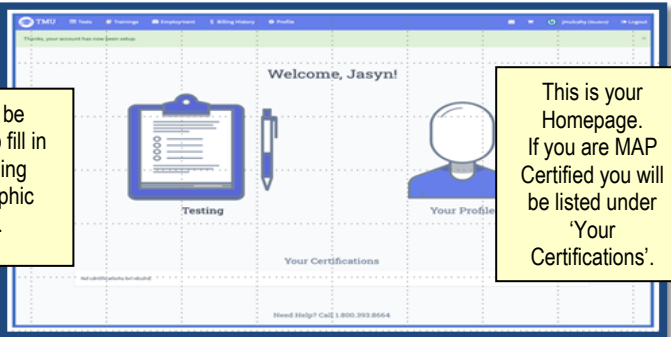 TMU Tests Trainings Employment $ Billing History Profile Logout
Thanks, your account has now been setup.
Welcome, Jasyn!
be
fill in
ing
phic
.
This is your
Homepage.
If you are MAP
Certified you will
be listed under
‘Your
Certifications’.
Testing
Your Profile
Your Certifications
Need Help? Call 1.800.393.8664